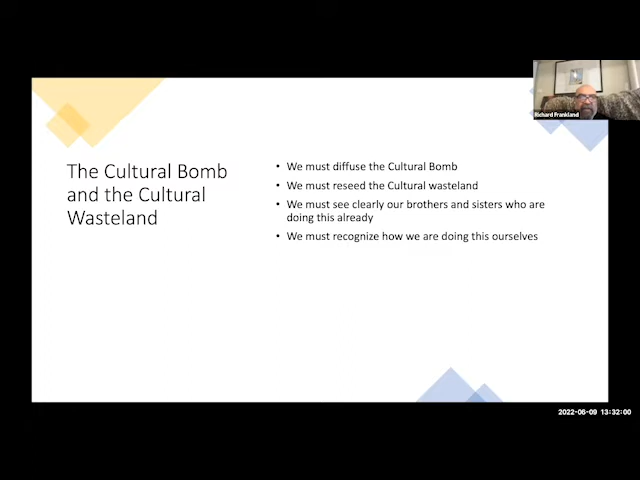 Richard Frankland
The Cultural Bomb
and the Cultural
Wasteland
• We must diffuse the Cultural Bomb
• We must reseed the Cultural wasteland
• We must see clearly our brothers and sisters who are
doing this already
• We must recognize how we are doing this ourselves
2022-06-09 13:32:00